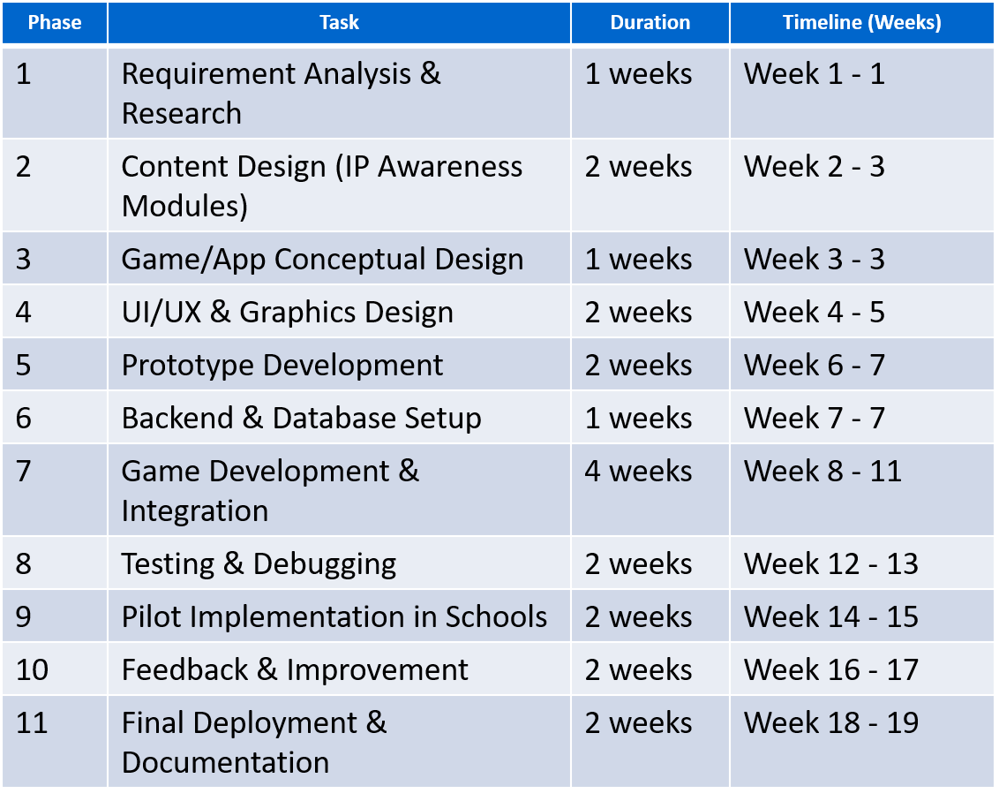 Phase Task Duration Timeline (Weeks)
1 Requirement Analysis & 1 weeks Week 1 - 1
Research
2 Content Design (IP Awareness 2 weeks Week 2 - 3
Modules)
3 Game/App Conceptual Design 1 weeks Week 3 - 3
4 UI/UX & Graphics Design 2 weeks Week 4 - 5
5 Prototype Development 2 weeks Week 6 - 7
6 Backend & Database Setup 1 weeks Week 7 - 7
7 Game Development & 4 weeks Week 8 - 11
Integration
8 Testing & Debugging 2 weeks Week 12 - 13
9 Pilot Implementation in Schools 2 weeks Week 14 - 15
10 Feedback & Improvement 2 weeks Week 16 - 17
11 Final Deployment & 2 weeks Week 18 - 19
Documentation